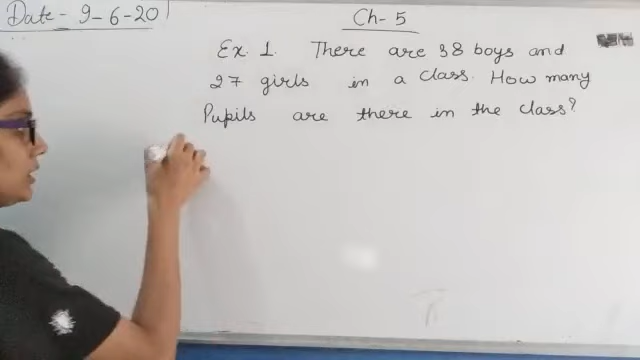 Date - 9-6-20
Ch- 5
Ex. 1. There are 38 boys and
27 girls in a class. How many
Pupils are there in the class?